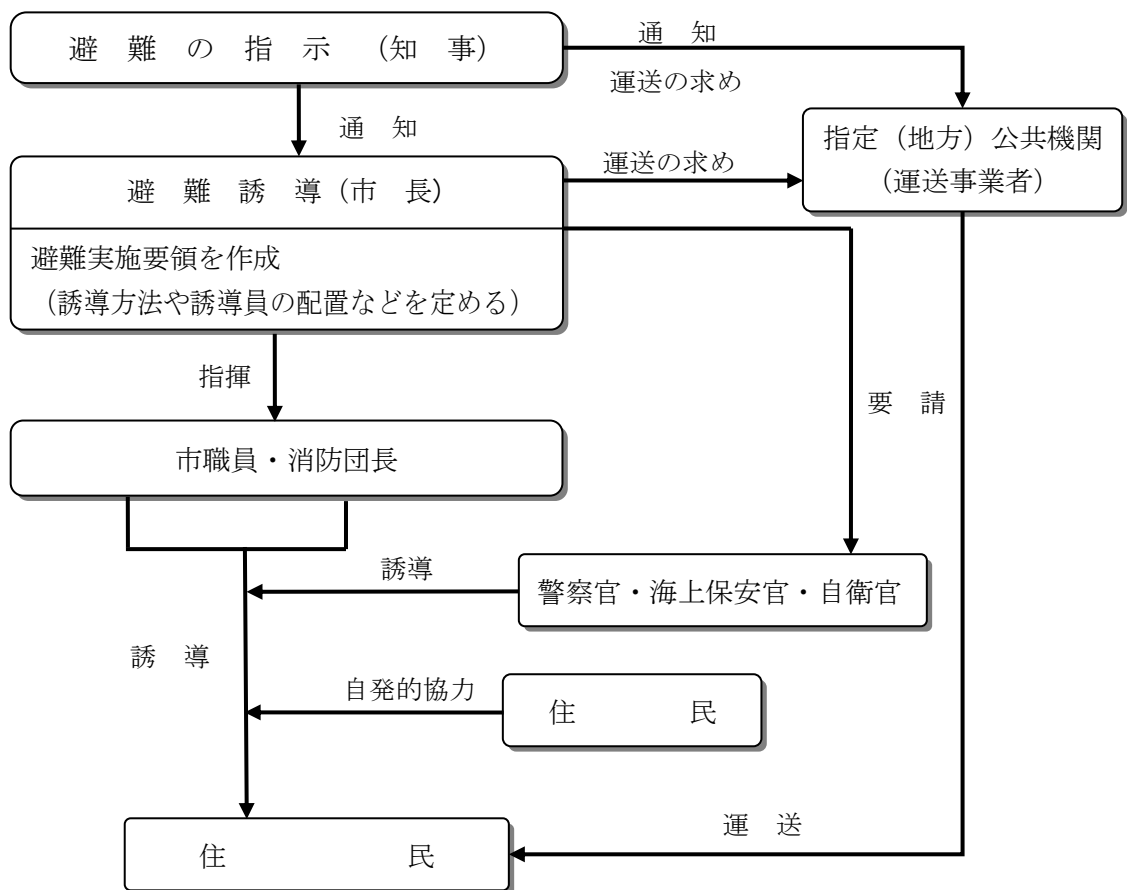 避　難　の　指　示　（知　事）
通　知
運送の求め
通　知
指定（地方）公共機関
（運送事業者）
避　難　誘　導（市　長）
運送の求め
避難実施要領を作成
（誘導方法や誘導員の配置などを定める）
指揮
要　請
市職員・消防団長
誘導
警察官・海上保安官・自衛官
誘　導
自発的協力
住　　　　民
運　送
住　　　　　　民